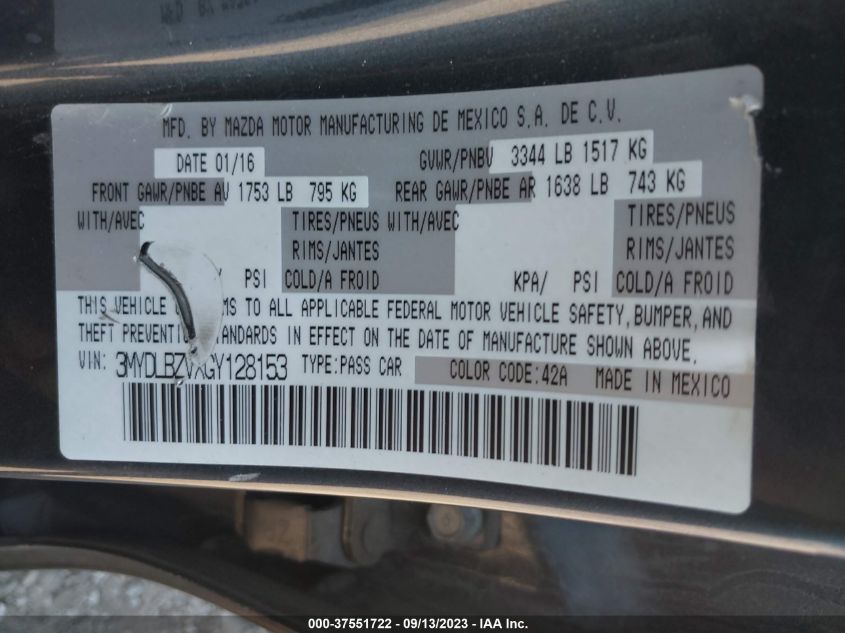 MFD. BY MAZDA MOTOR MANUFACTURING DE MEXICO S.A. DE C.V.
DATE 01/16 GVWR/PNBV 3344 LB 1517 KG
FRONT GAWR/PNBE AV 1753 LB 795 KG REAR GAWR/PNBE AR 1638 LB 743 KG
WITH/AVEC TIRES/PNEUS WITH/AVEC TIRES/PNEUS
RIMS/JANTES RIMS/JANTES
PSI COLD/A FROID KPA/ PSI COLD/A FROID
THIS VEHICLE TO ALL APPLICABLE FEDERAL MOTOR VEHICLE SAFETY, BUMPER, AND
THEFT PREVENTION STANDARDS IN EFFECT ON THE DATE OF MANUFACTURE SHOWN ABOVE.
VIN: 3MYDLBZVXGY128153 TYPE:PASS CAR COLOR CODE:42A MADE IN MEXICO
000-37551722 - 09/13/2023 - IAA Inc.